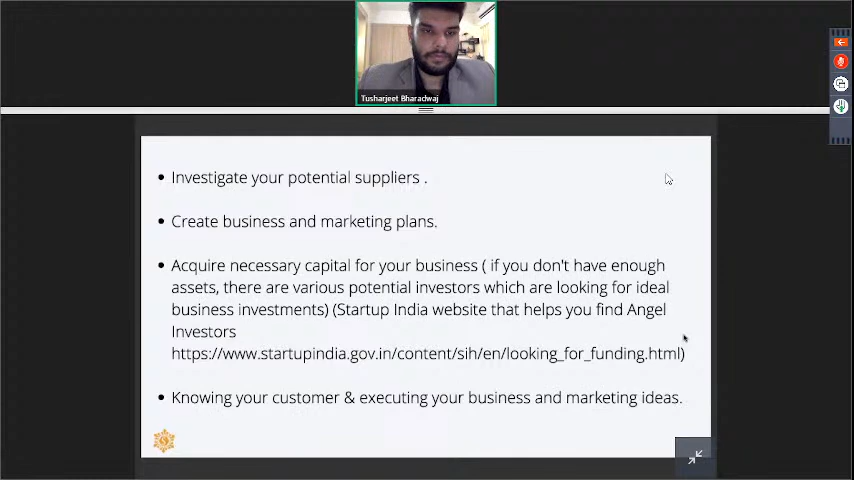 Tusharjeet Bharadwaj
• Investigate your potential suppliers .
• Create business and marketing plans.
• Acquire necessary capital for your business ( if you don't have enough
assets, there are various potential investors which are looking for ideal
business investments) (Startup India website that helps you find Angel
Investors
https://www.startupindia.gov.in/content/sih/en/looking_for_funding.html)
• Knowing your customer & executing your business and marketing ideas.